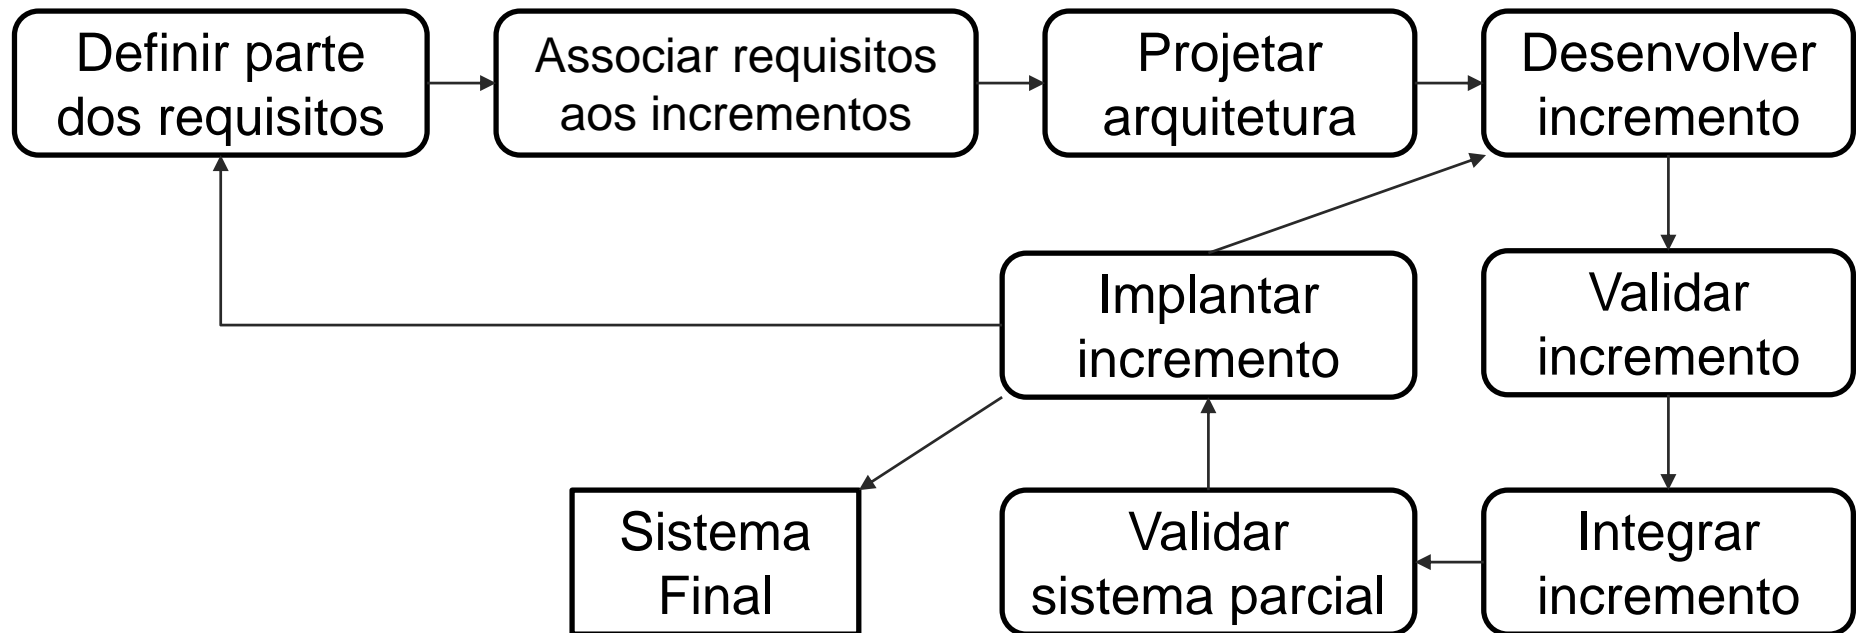 Definir parte
dos requisitos
Associar requisitos
aos incrementos
Projetar
arquitetura
Desenvolver
incremento
Implantar
incremento
Validar
incremento
Sistema
Final
Validar
sistema parcial
Integrar
incremento